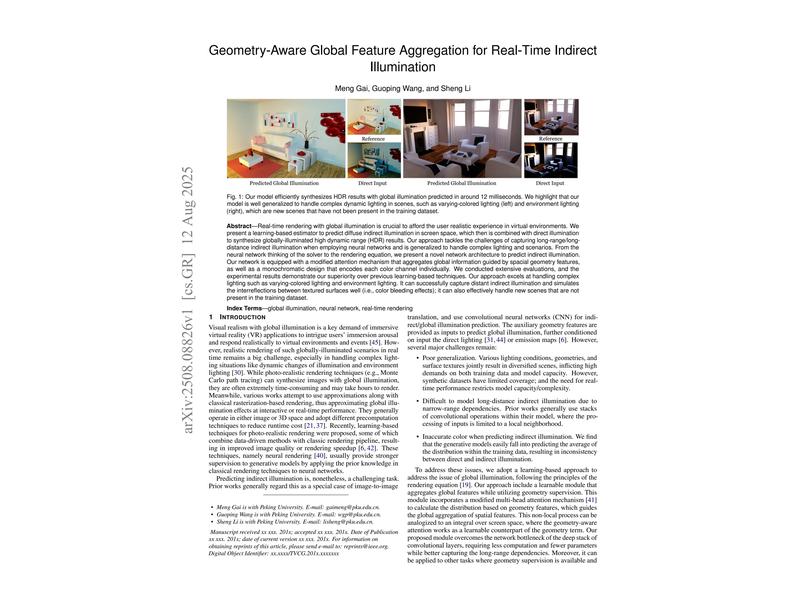 Geometry-Aware Global Feature Aggregation for Real-Time Indirect
Illumination
Meng Gai, Guoping Wang, and Sheng Li
Reference
Reference
Predicted Global Illumination
Direct Input
Predicted Global Illumination
Direct Input
Fig. 1: Our model efficiently synthesizes HDR results with global illumination predicted in around 12 milliseconds. We highlight that our
model is well generalized to handle complex dynamic lighting in scenes, such as varying-colored lighting (left) and environment lighting
(right), which are new scenes that have not been present in the training dataset.
Abstract—Real-time rendering with global illumination is crucial to afford the user realistic experience in virtual environments. We
present a learning-based estimator to predict diffuse indirect illumination in screen space, which then is combined with direct illumination
to synthesize globally-illuminated high dynamic range (HDR) results. Our approach tackles the challenges of capturing long-range/long-
distance indirect illumination when employing neural networks and is generalized to handle complex lighting and scenarios. From
the neural network thinking of the solver to the rendering equation, we present a novel network architecture to predict indirect illumination.
Our network is equipped with a modified attention mechanism that aggregates global information guided by spatial geometry features,
as well as a monochromatic design that encodes each color channel individually. We conducted extensive evaluations, and the
experimental results demonstrate our superiority over previous learning-based techniques. Our approach excels at handling complex
lighting such as varying-colored lighting and environment lighting. It can successfully capture distant indirect illumination and simulates
the interreflections between textured surfaces well (i.e., color bleeding effects); it can also effectively handle new scenes that are not
present in the training dataset.
Index Terms—global illumination, neural network, real-time rendering
1 INTRODUCTION
Visual realism with global illumination is a key demand of immersive
virtual reality (VR) applications to intrigue users' immersion arousal
and respond realistically to virtual environments and events [45]. How-
ever, realistic rendering of such globally-illuminated scenarios in real
time remains a big challenge, especially in handling complex light-
ing situations like dynamic changes of illumination and environment
lighting [30]. While photo-realistic rendering techniques (e.g., Monte
Carlo path tracing) can synthesize images with global illumination,
they are often extremely time-consuming and may take hours to render.
Meanwhile, various works attempt to use approximations along with
classical rasterization-based rendering, thus approximating global illu-
mination effects at interactive or real-time performance. They generally
operate in either image or 3D space and adopt different precomputation
techniques to reduce runtime cost [21,37]. Recently, learning-based
techniques for photo-realistic rendering were proposed, some of which
combine data-driven methods with classic rendering pipeline, result-
ing in improved image quality or rendering speedup [6,42]. These
techniques, namely neural rendering [40], usually provide stronger
supervision to generative models by applying the prior knowledge in
classical rendering techniques to neural networks.
Predicting indirect illumination is, nonetheless, a challenging task.
Prior works generally regard this as a special case of image-to-image
• Meng Gai is with Peking University. E-mail: gaimeng@pku.edu.cn.
• Guoping Wang is with Peking University. E-mail: wgp@pku.edu.cn.
• Sheng Li is with Peking University. E-mail: lisheng@pku.edu.cn.
Manuscript received xx xxx. 201x; accepted xx xxx. 201x. Date of Publication
xx xxx. 201x; date of current version xx xxx. 201x. For information on
obtaining reprints of this article, please send e-mail to: reprints@ieee.org.
Digital Object Identifier: xx.xxxx/TVCG.201x.xxxxxxx
translation, and use convolutional neural networks (CNN) for indi-
rect/global illumination prediction. The auxiliary geometry features are
provided as inputs to predict global illumination, further conditioned
on input the direct lighting [31,44] or emission maps [6]. However,
several major challenges remain:
• Poor generalization. Various lighting conditions, geometries, and
surface textures jointly result in diversified scenes, inflicting high
demands on both training data and model capacity. However,
synthetic datasets have limited coverage; and the need for real-
time performance restricts model capacity/complexity.
• Difficult to model long-distance indirect illumination due to
narrow-range dependencies. Prior works generally use stacks
of convolutional operations within their model, where the pro-
cessing of inputs is limited to a local neighborhood.
• Inaccurate color when predicting indirect illumination. We find
that the generative models easily fall into predicting the average of
the distribution within the training data, resulting in inconsistency
between direct and indirect illumination.
To address these issues, we adopt a learning-based approach to
address the issue of global illumination, following the principles of the
rendering equation [19]. Our approach include a learnable module that
aggregates global features while utilizing geometry supervision. This
module incorporates a modified multi-head attention mechanism [41]
to calculate the distribution based on geometry features, which guides
the global aggregation of spatial features. This non-local process can be
analogized to an integral over screen space, where the geometry-aware
attention works as a learnable counterpart of the geometry term. Our
proposed module overcomes the network bottleneck of the deep stack of
convolutional layers, requiring less computation and fewer parameters
while better capturing the long-range dependencies. Moreover, it can
be applied to other tasks where geometry supervision is available and
arXiv:2508.08826v1 [cs.GR] 12 Aug 2025